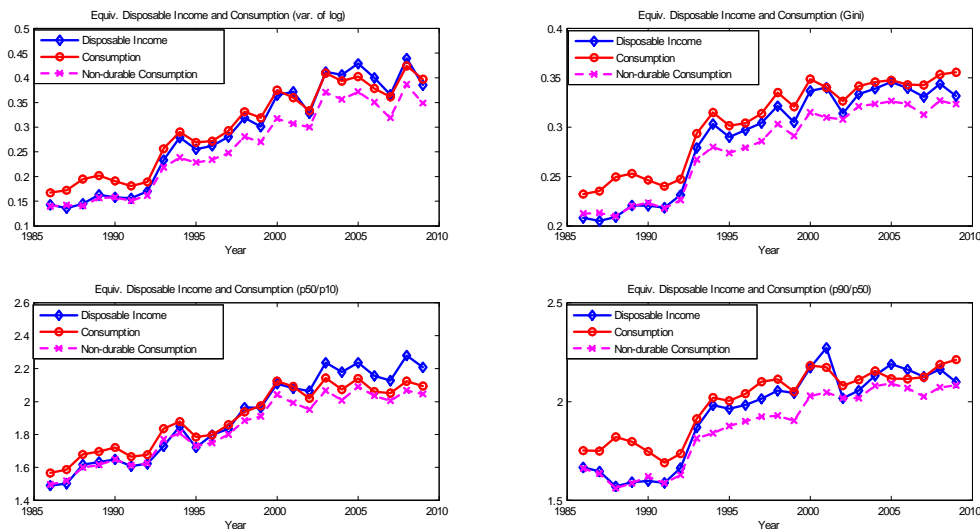 Equiv. Disposable Income and Consumption (var. of log)
0.5
0.45
0.4
0.35
0.3
0.25
0.2
0.15
0.1
Disposable Income
Consumption
Non-durable Consumption
1985 1990 1995 2000 2005 2010
Year
Equiv. Disposable Income and Consumption (Gini)
0.4
0.35
0.3
0.25
0.2
Disposable Income
Consumption
Non-durable Consumption
1985 1990 1995 2000 2005 2010
Year
Equiv. Disposable Income and Consumption (p50/p10)
2.6
2.4
2.2
2
1.8
1.6
1.4
Disposable Income
Consumption
Non-durable Consumption
1985 1990 1995 2000 2005 2010
Year
Equiv. Disposable Income and Consumption (p90/p50)
2.5
2
1.5
Disposable Income
Consumption
Non-durable Consumption
1985 1990 1995 2000 2005 2010
Year